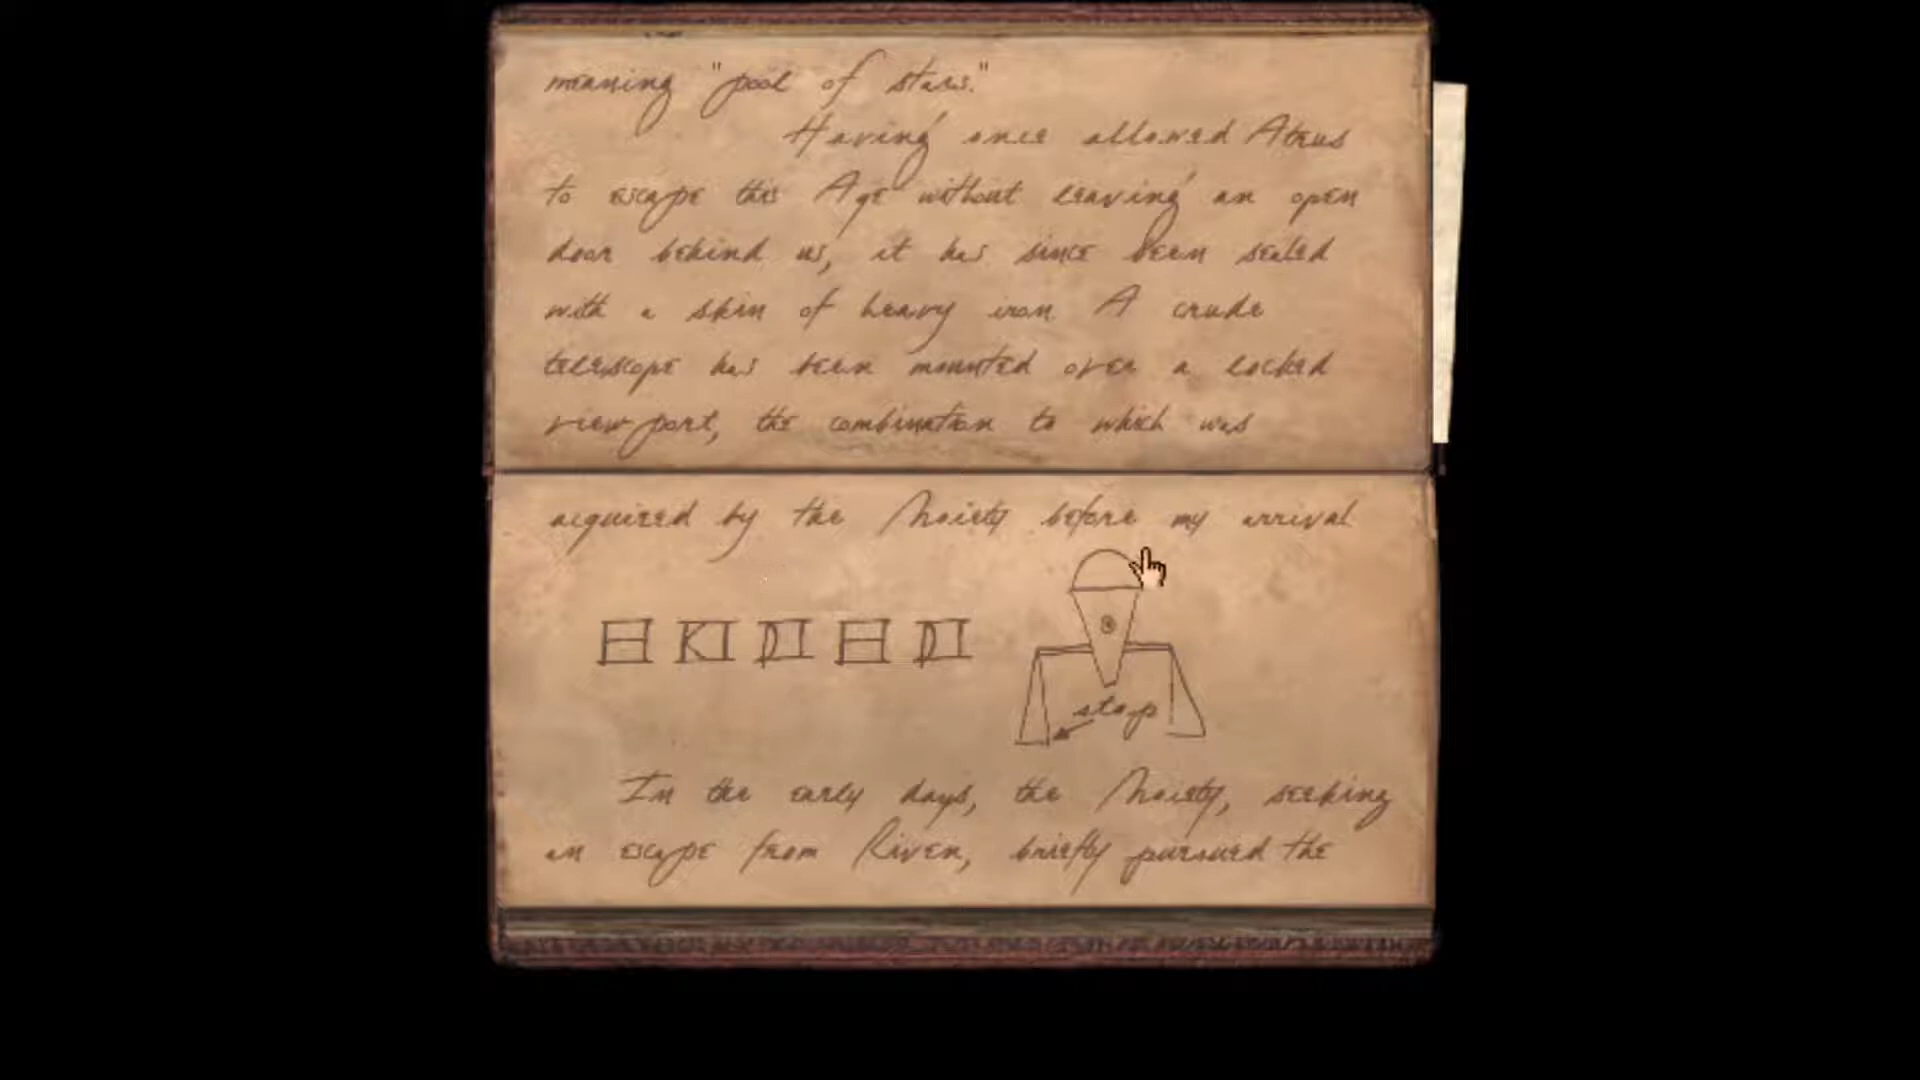 meaning "pool of stars."
Having once allowed Atrus
to escape this Age without leaving an open
door behind us, it has since been sealed
with a skin of heavy iron. A crude
telescope has been mounted over a locked
viewport, the combination to which was
acquired by the Moiety before my arrival
stop
In the early days, the Moiety, seeking
an escape from Riven, briefly pursued the